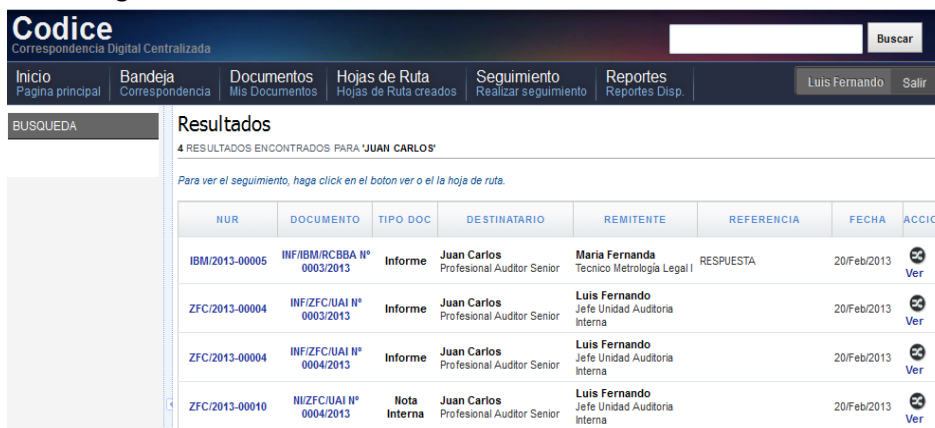 Codice
Correspondencia Digital Centralizada
Buscar
Inicio Bandeja Documentos Hojas de Ruta Seguimiento Reportes
Pagina principal Correspondencia Mis Documentos Hojas de Ruta creados Realizar seguimiento Reportes Disp. Luis Fernando Salir
BUSQUEDA
Resultados
4 RESULTADOS ENCONTRADOS PARA 'JUAN CARLOS'
Para ver el seguimiento, haga click en el boton ver o el la hoja de ruta.
NUR DOCUMENTO TIPO DOC DESTINATARIO REMITENTE REFERENCIA FECHA ACCIO
IBM/2013-00005 INF/IBM/RCBBA Nº 0003/2013 Informe Juan Carlos Profesional Auditor Senior Maria Fernanda Tecnico Metrología Legal I RESPUESTA 20/Feb/2013 Ver
ZFC/2013-00004 INF/ZFC/UAI Nº 0003/2013 Informe Juan Carlos Profesional Auditor Senior Luis Fernando Jefe Unidad Auditoria Interna 20/Feb/2013 Ver
ZFC/2013-00004 INF/ZFC/UAI Nº 0004/2013 Informe Juan Carlos Profesional Auditor Senior Luis Fernando Jefe Unidad Auditoria Interna 20/Feb/2013 Ver
ZFC/2013-00010 NI/ZFC/UAI Nº 0004/2013 Nota Interna Juan Carlos Profesional Auditor Senior Luis Fernando Jefe Unidad Auditoria Interna 20/Feb/2013 Ver